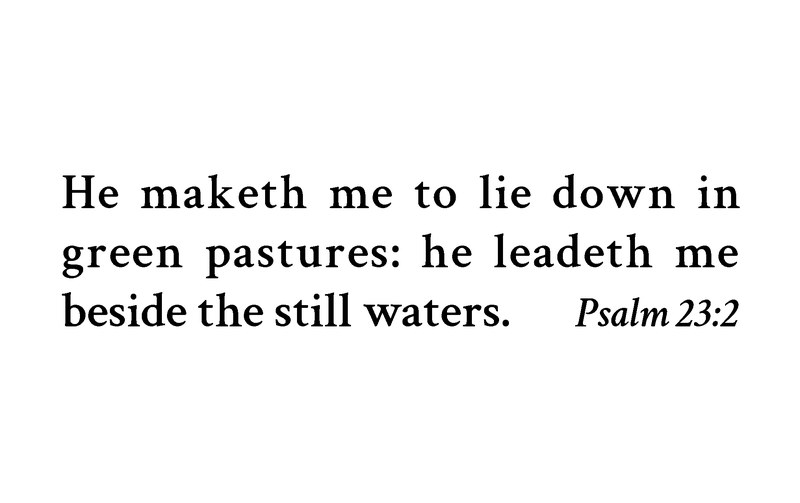 He maketh me to lie down in
green pastures: he leadeth me
beside the still waters. Psalm 23:2